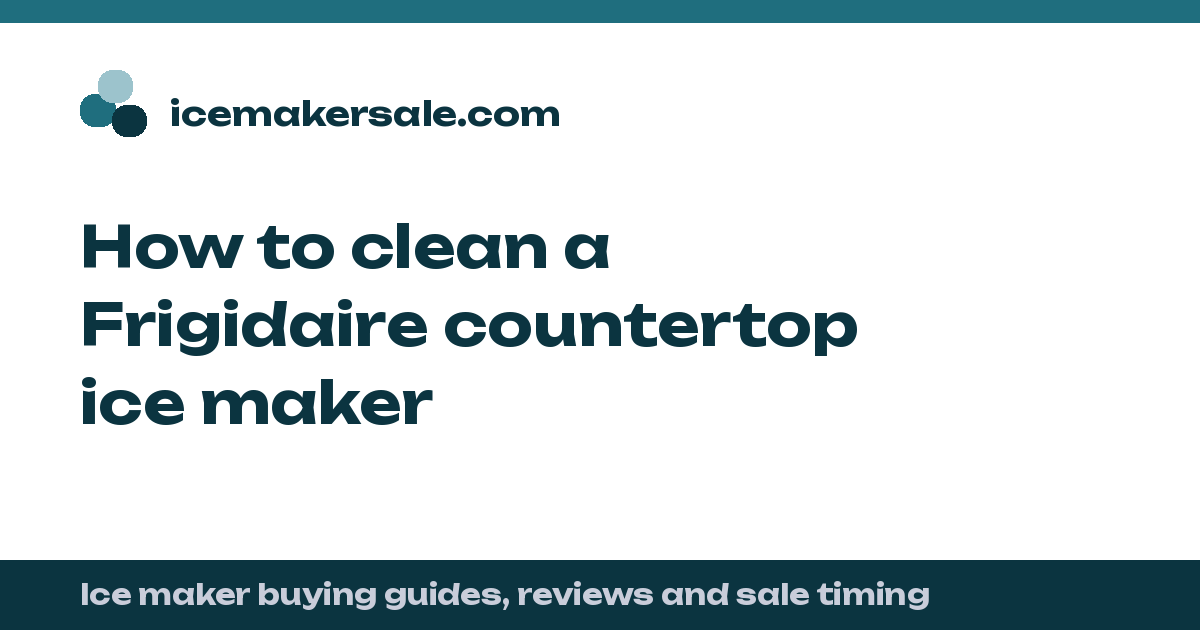 icemakersale.com
How to clean a
Frigidaire countertop
ice maker
Ice maker buying guides, reviews and sale timing